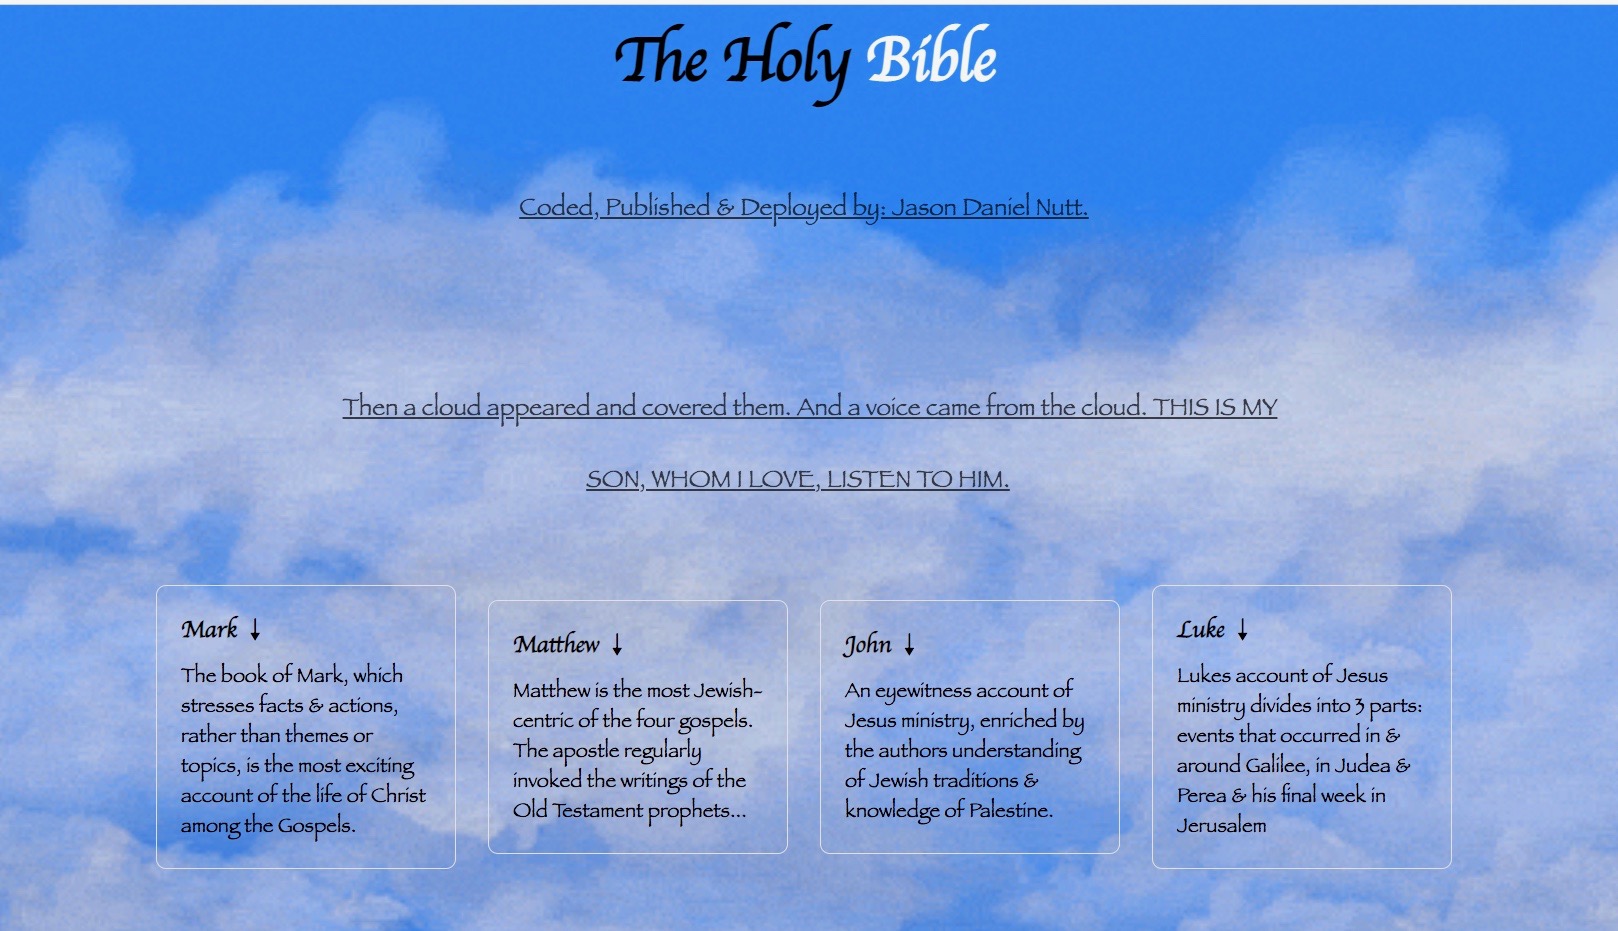 The Holy Bible
Coded, Published & Deployed by: Jason Daniel Nutt.
Then a cloud appeared and covered them. And a voice came from the cloud. THIS IS MY
SON, WHOM I LOVE, LISTEN TO HIM.
Mark ↓
The book of Mark, which
stresses facts & actions,
rather than themes or
topics, is the most exciting
account of the life of Christ
among the Gospels.
Matthew ↓
Matthew is the most Jewish-
centric of the four gospels.
The apostle regularly
invoked the writings of the
Old Testament prophets...
John ↓
An eyewitness account of
Jesus ministry, enriched by
the authors understanding
of Jewish traditions &
knowledge of Palestine.
Luke ↓
Lukes account of Jesus
ministry divides into 3 parts:
events that occurred in &
around Galilee, in Judea &
Perea & his final week in
Jerusalem